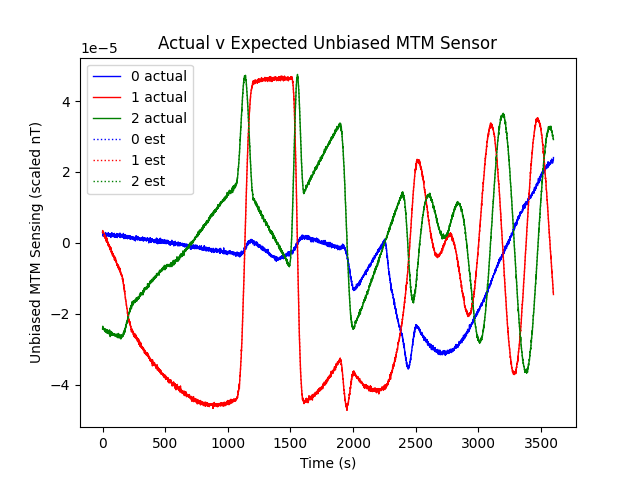 Actual v Expected Unbiased MTM Sensor
1e−5
0 actual
1 actual
2 actual
0 est
1 est
2 est
4
2
0
−2
−4
Unbiased MTM Sensing (scaled nT)
0 500 1000 1500 2000 2500 3000 3500
Time (s)